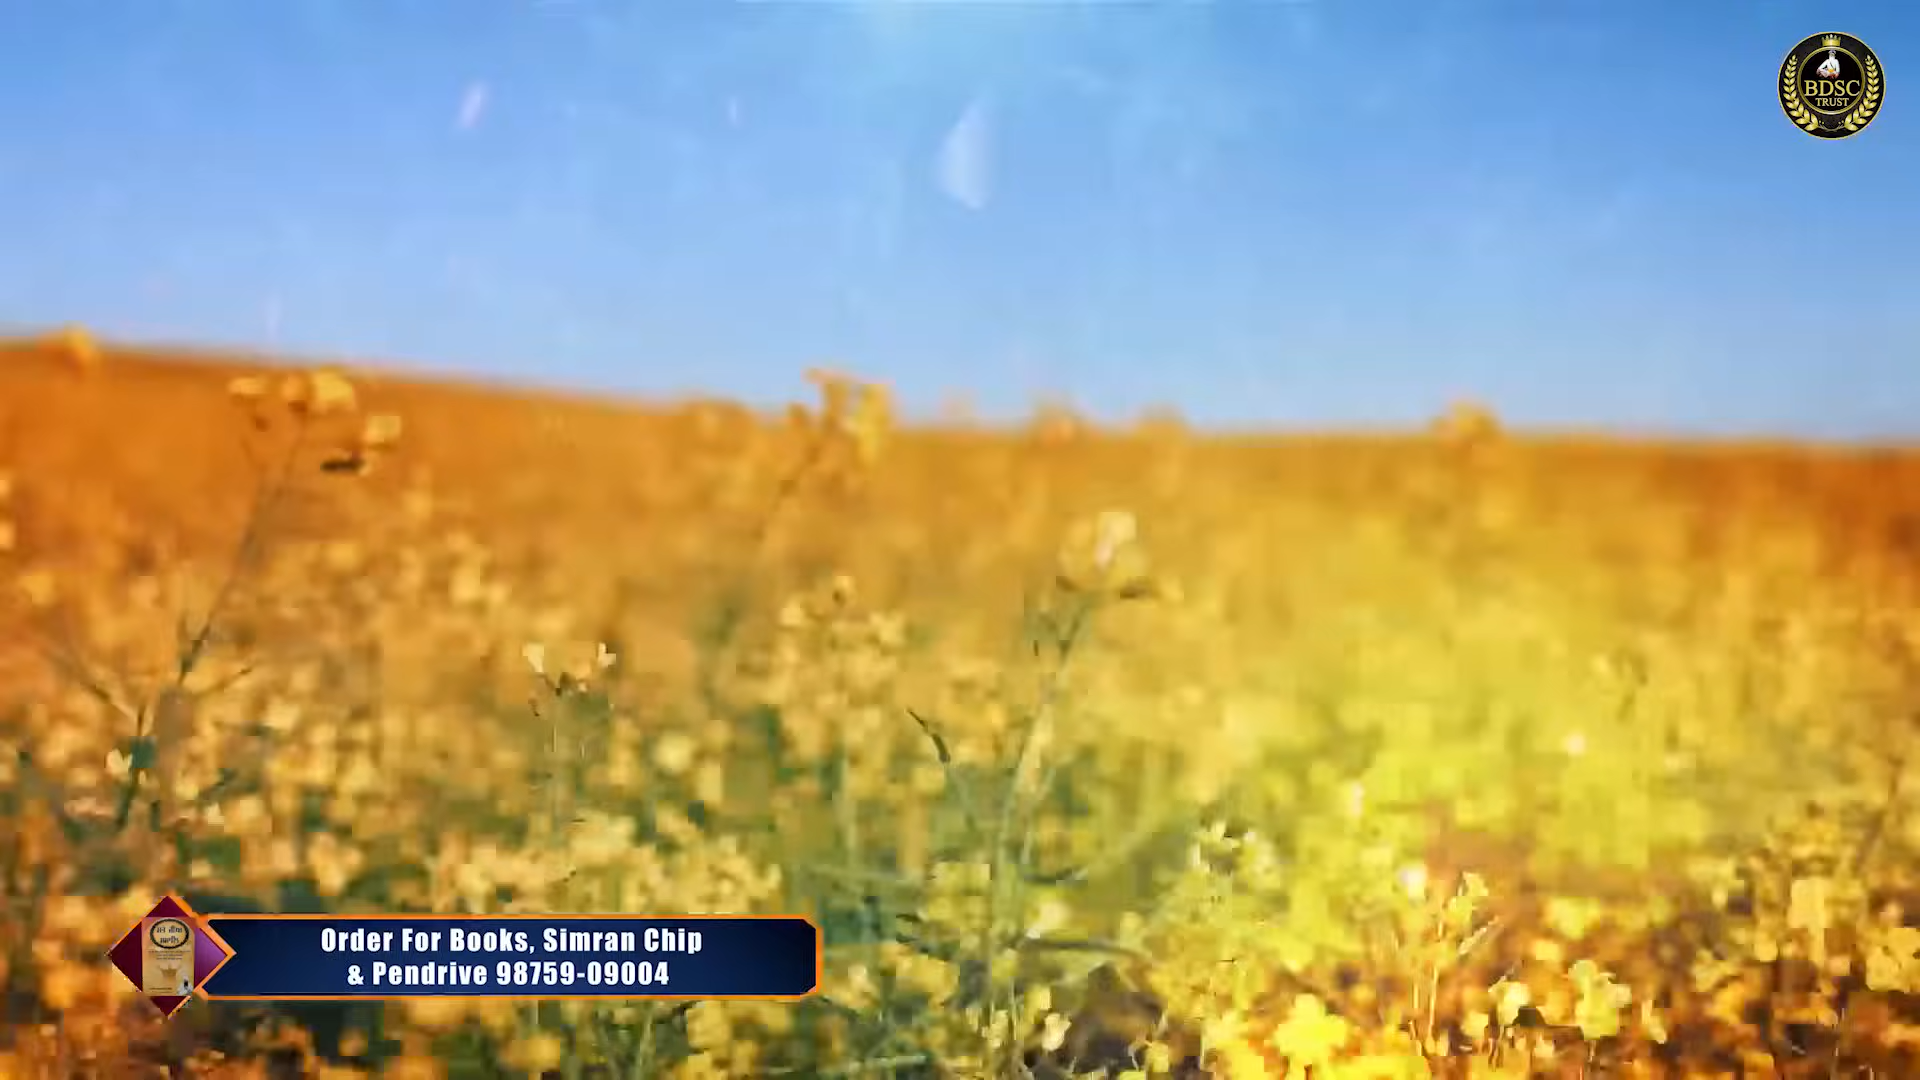 BDSC
TRUST
Order For Books, Simran Chip
& Pendrive 98759-09004